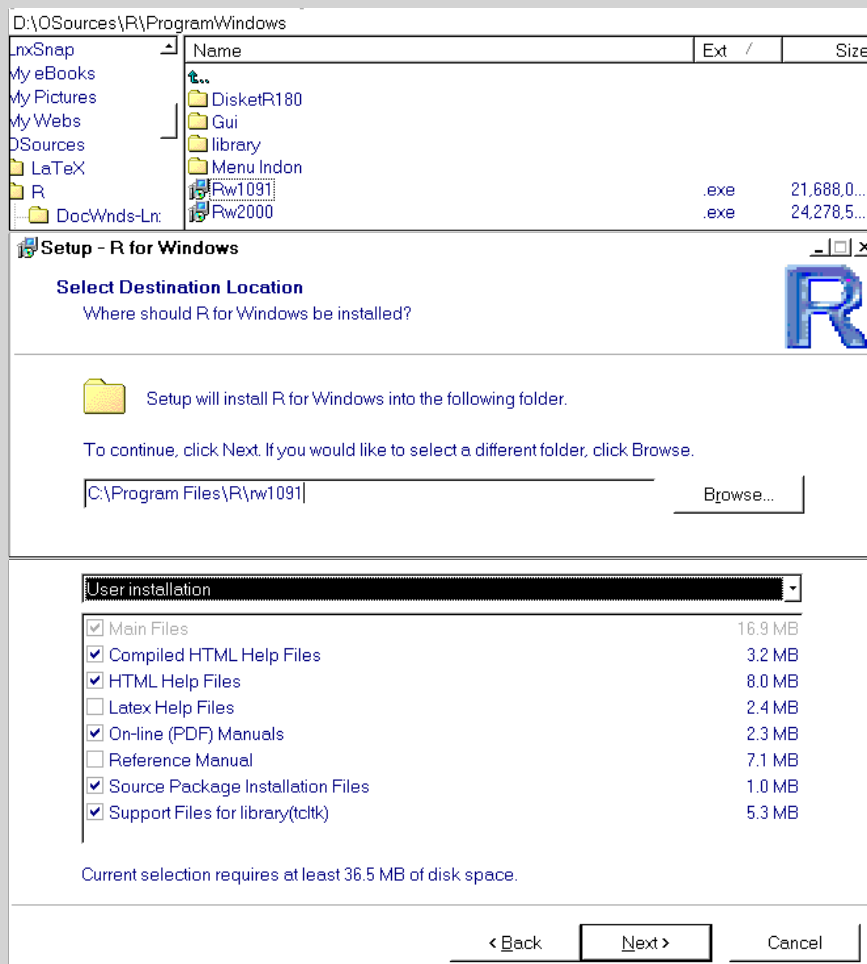 D:\OSources\R\ProgramWindows
LnxSnap
My eBooks
My Pictures
My Webs
OSources
LaTeX
R
DocWnds-Ln:
Name Ext / Size
..
DisketR180
Gui
library
Menu Indon
Rw1091 .exe 21,688,0...
Rw2000 .exe 24,278,5...
Setup - R for Windows
Select Destination Location
Where should R for Windows be installed?
R
Setup will install R for Windows into the following folder.
To continue, click Next. If you would like to select a different folder, click Browse.
C:\Program Files\R\rw1091
Browse...
User installation
Main Files 16.9 MB
Compiled HTML Help Files 3.2 MB
HTML Help Files 8.0 MB
Latex Help Files 2.4 MB
On-line (PDF) Manuals 2.3 MB
Reference Manual 7.1 MB
Source Package Installation Files 1.0 MB
Support Files for library(tcltk) 5.3 MB
Current selection requires at least 36.5 MB of disk space.
< Back Next > Cancel